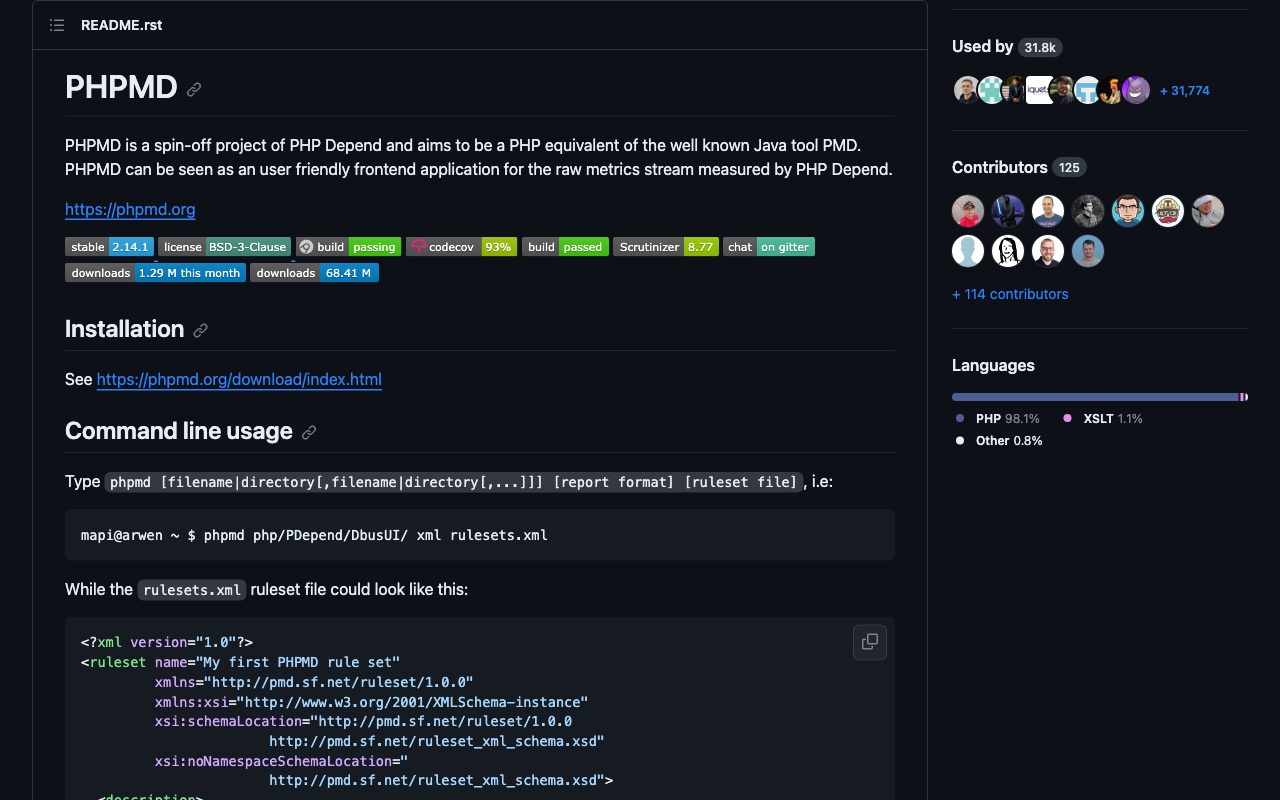 README.rst
PHPMD
PHPMD is a spin-off project of PHP Depend and aims to be a PHP equivalent of the well known Java tool PMD.
PHPMD can be seen as an user friendly frontend application for the raw metrics stream measured by PHP Depend.
https://phpmd.org
stable 2.14.1 license BSD-3-Clause build passing codecov 93% build passed Scrutinizer 8.77 chat on gitter
downloads 1.29 M this month downloads 68.41 M
Installation
See https://phpmd.org/download/index.html
Command line usage
Type phpmd [filename|directory[,filename|directory[,...]]] [report format] [ruleset file], i.e:
mapi@arwen ~ $ phpmd php/PDepend/DbusUI/ xml rulesets.xml
While the rulesets.xml ruleset file could look like this:
<?xml version="1.0"?>
<ruleset name="My first PHPMD rule set"
xmlns="http://pmd.sf.net/ruleset/1.0.0"
xmlns:xsi="http://www.w3.org/2001/XMLSchema-instance"
xsi:schemaLocation="http://pmd.sf.net/ruleset/1.0.0
http://pmd.sf.net/ruleset_xml_schema.xsd"
xsi:noNamespaceSchemaLocation="
http://pmd.sf.net/ruleset_xml_schema.xsd">
<description>
Used by 31.8k
+ 31,774
Contributors 125
+ 114 contributors
Languages
PHP 98.1% XSLT 1.1%
Other 0.8%